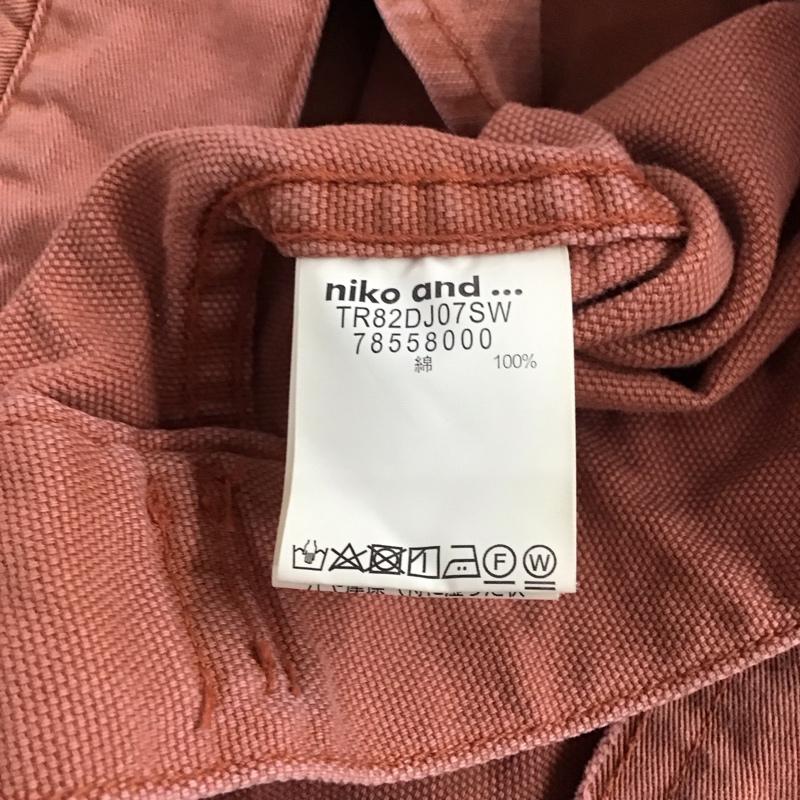 niko and ...
TR82DJ07SW
78558000
綿 100%
F W